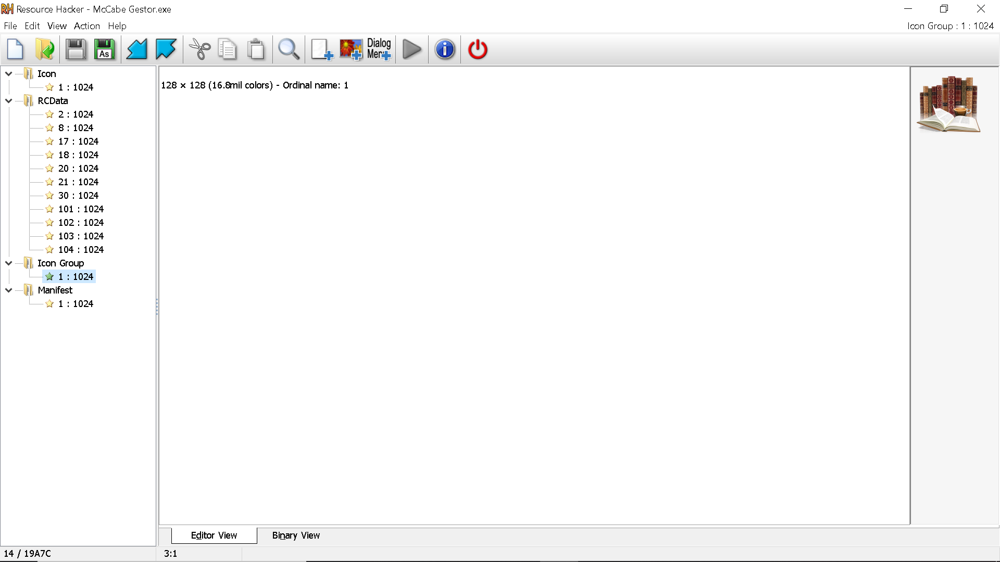 Resource Hacker - McCabe Gestor.exe
File Edit View Action Help
Icon Group : 1 : 1024
As
Dialog
Men
Icon
1 : 1024
RCData
2 : 1024
8 : 1024
17 : 1024
18 : 1024
20 : 1024
21 : 1024
30 : 1024
101 : 1024
102 : 1024
103 : 1024
104 : 1024
Icon Group
1 : 1024
Manifest
1 : 1024
128 × 128 (16.8mil colors) - Ordinal name: 1
Editor View Binary View
14 / 19A7C 3:1